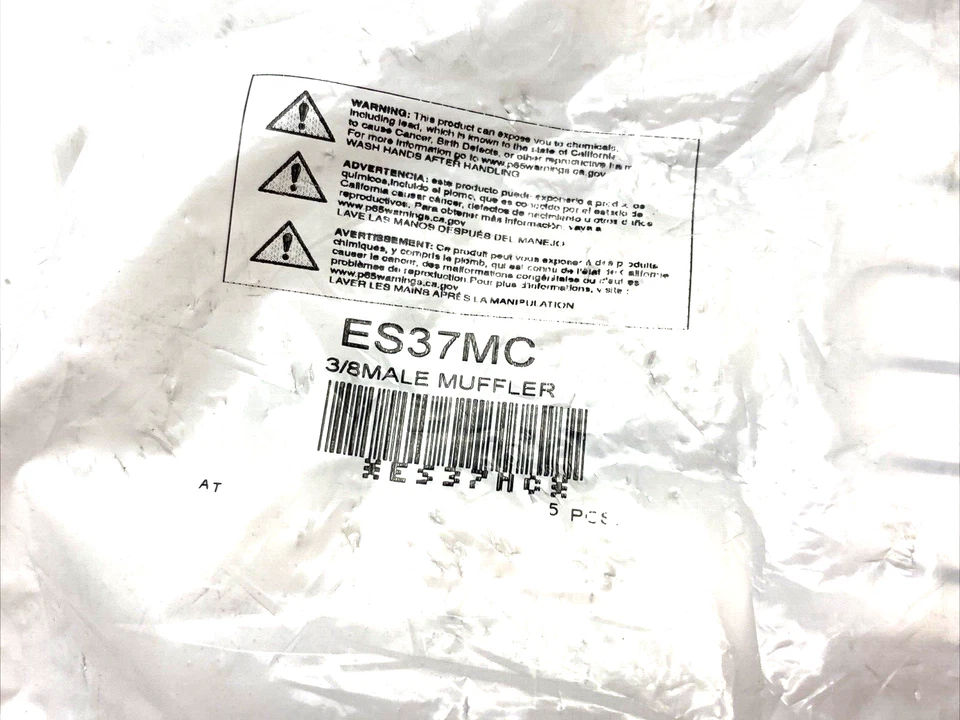 WARNING: This product can expose you to chemicals,
including lead, which is known to the state of California
to cause Cancer, Birth Defects, or other reproductive harm
For more information go to www.p65warnings.ca.gov
WASH HANDS AFTER HANDLING
ADVERTENCIA: este producto puede exponerlo a
químicos,incluido el plomo, que es conocido por el estado de
California causar cáncer, defectos de nacimiento u otros
reproductivos. Para obtener más información, vaya a
www.p65warnings.ca.gov
LAVE LAS MANOS DESPUÉS DEL MANEJO
AVERTISSEMENT: Ce produit peut vous exposer À des produits
chimiques, y compris le plomb, qui est connu de l'état de Californie
causer le cancer, des malformations congénitales ou d'autres
problèmes de reproduction Pour plus d'informations, visite :
www.p65warnings.ca.gov
LAVER LES MAINS APRÉS LA MANIPULATION
ES37MC
3/8MALE MUFFLER
*ES37MC*
AT
5 PCS.